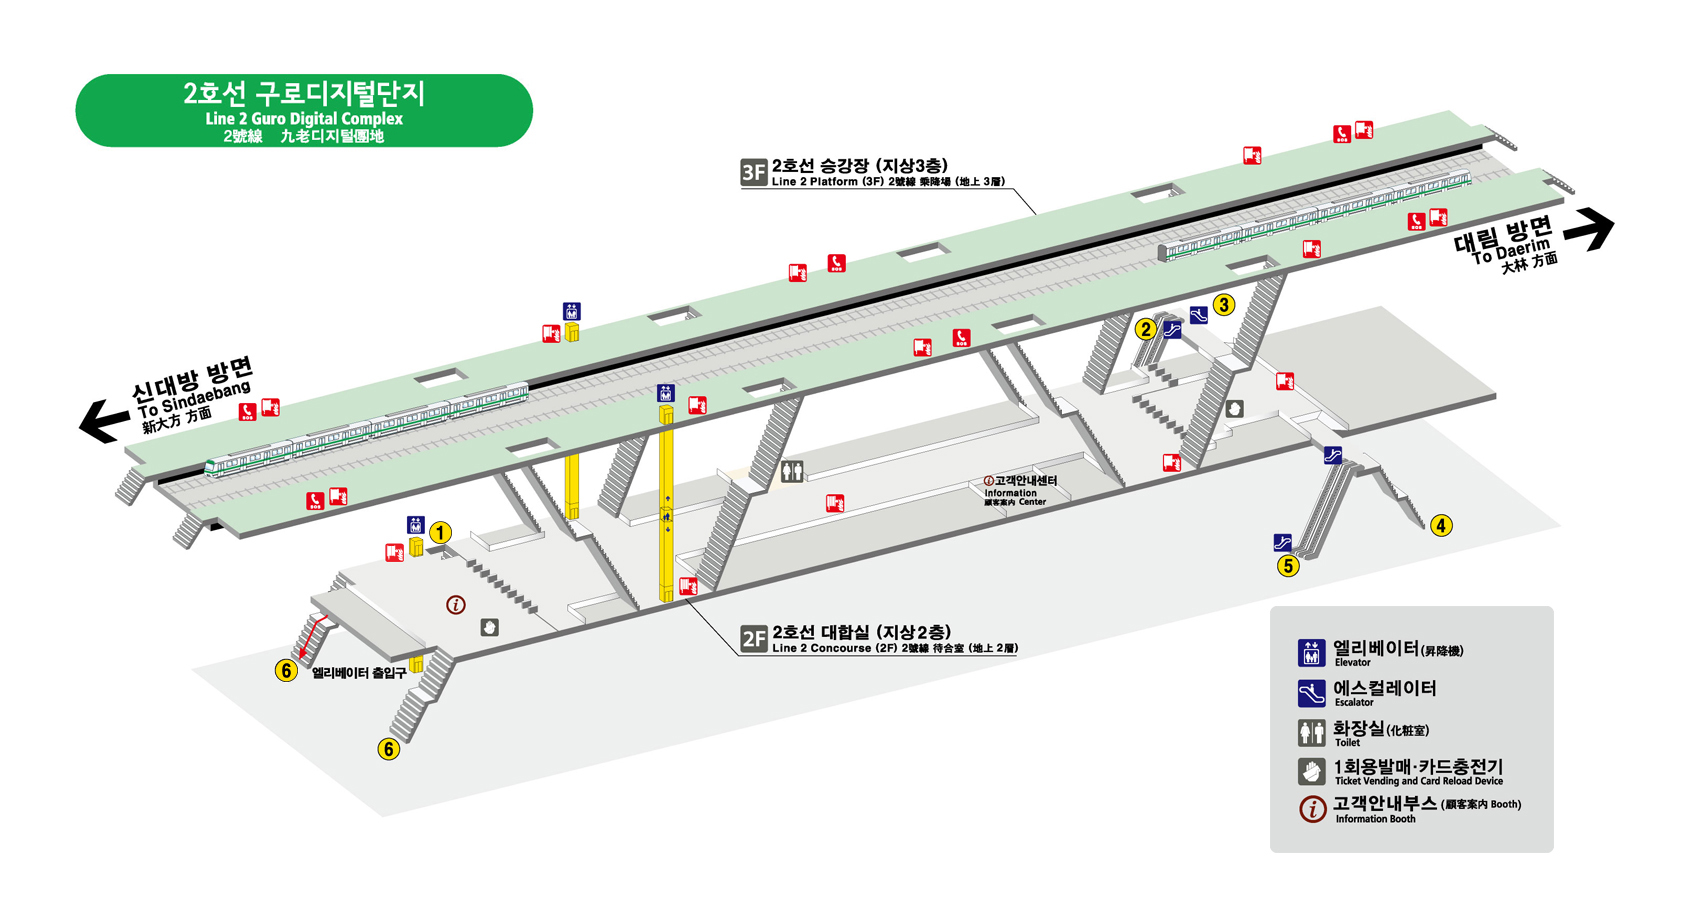 2호선 구로디지털단지
Line 2 Guro Digital Complex
2號線 九老디지털團地
3F
2호선 승강장 (지상3층)
Line 2 Platform (3F) 2號線 乘降場 (地上 3層)
대림 방면
To Daerim
大林 方面
신대방 방면
To Sindaebang
新大方 方面
SOS
SOS
SOS
SOS
SOS
SOS
3
2
고객안내센터
Information
顧客案内 Center
1
4
5
2F
2호선 대합실 (지상2층)
Line 2 Concourse (2F) 2號線 待合室 (地上 2層)
6
엘리베이터 출입구
6
엘리베이터(昇降機)
Elevator
에스컬레이터
Escalator
화장실(化粧室)
Toilet
1회용발매·카드충전기
Ticket Vending and Card Reload Device
고객안내부스 (顧客案内 Booth)
Information Booth